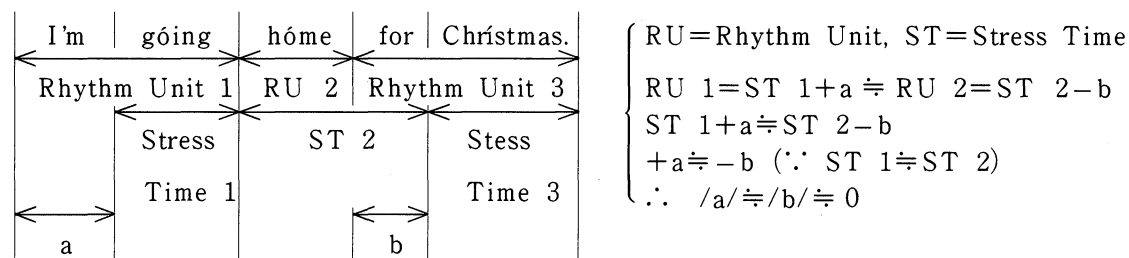 I'm góing hóme for Chrístmas.
Rhythm Unit 1 RU 2 Rhythm Unit 3
Stress ST 2 Stess
Time 1 Time 3
a b
RU=Rhythm Unit, ST=Stress Time
RU 1=ST 1+a≒RU 2=ST 2−b
ST 1+a≒ST 2−b
+a≒−b (∵ ST 1≒ST 2)
∴ /a/≒/b/≒0